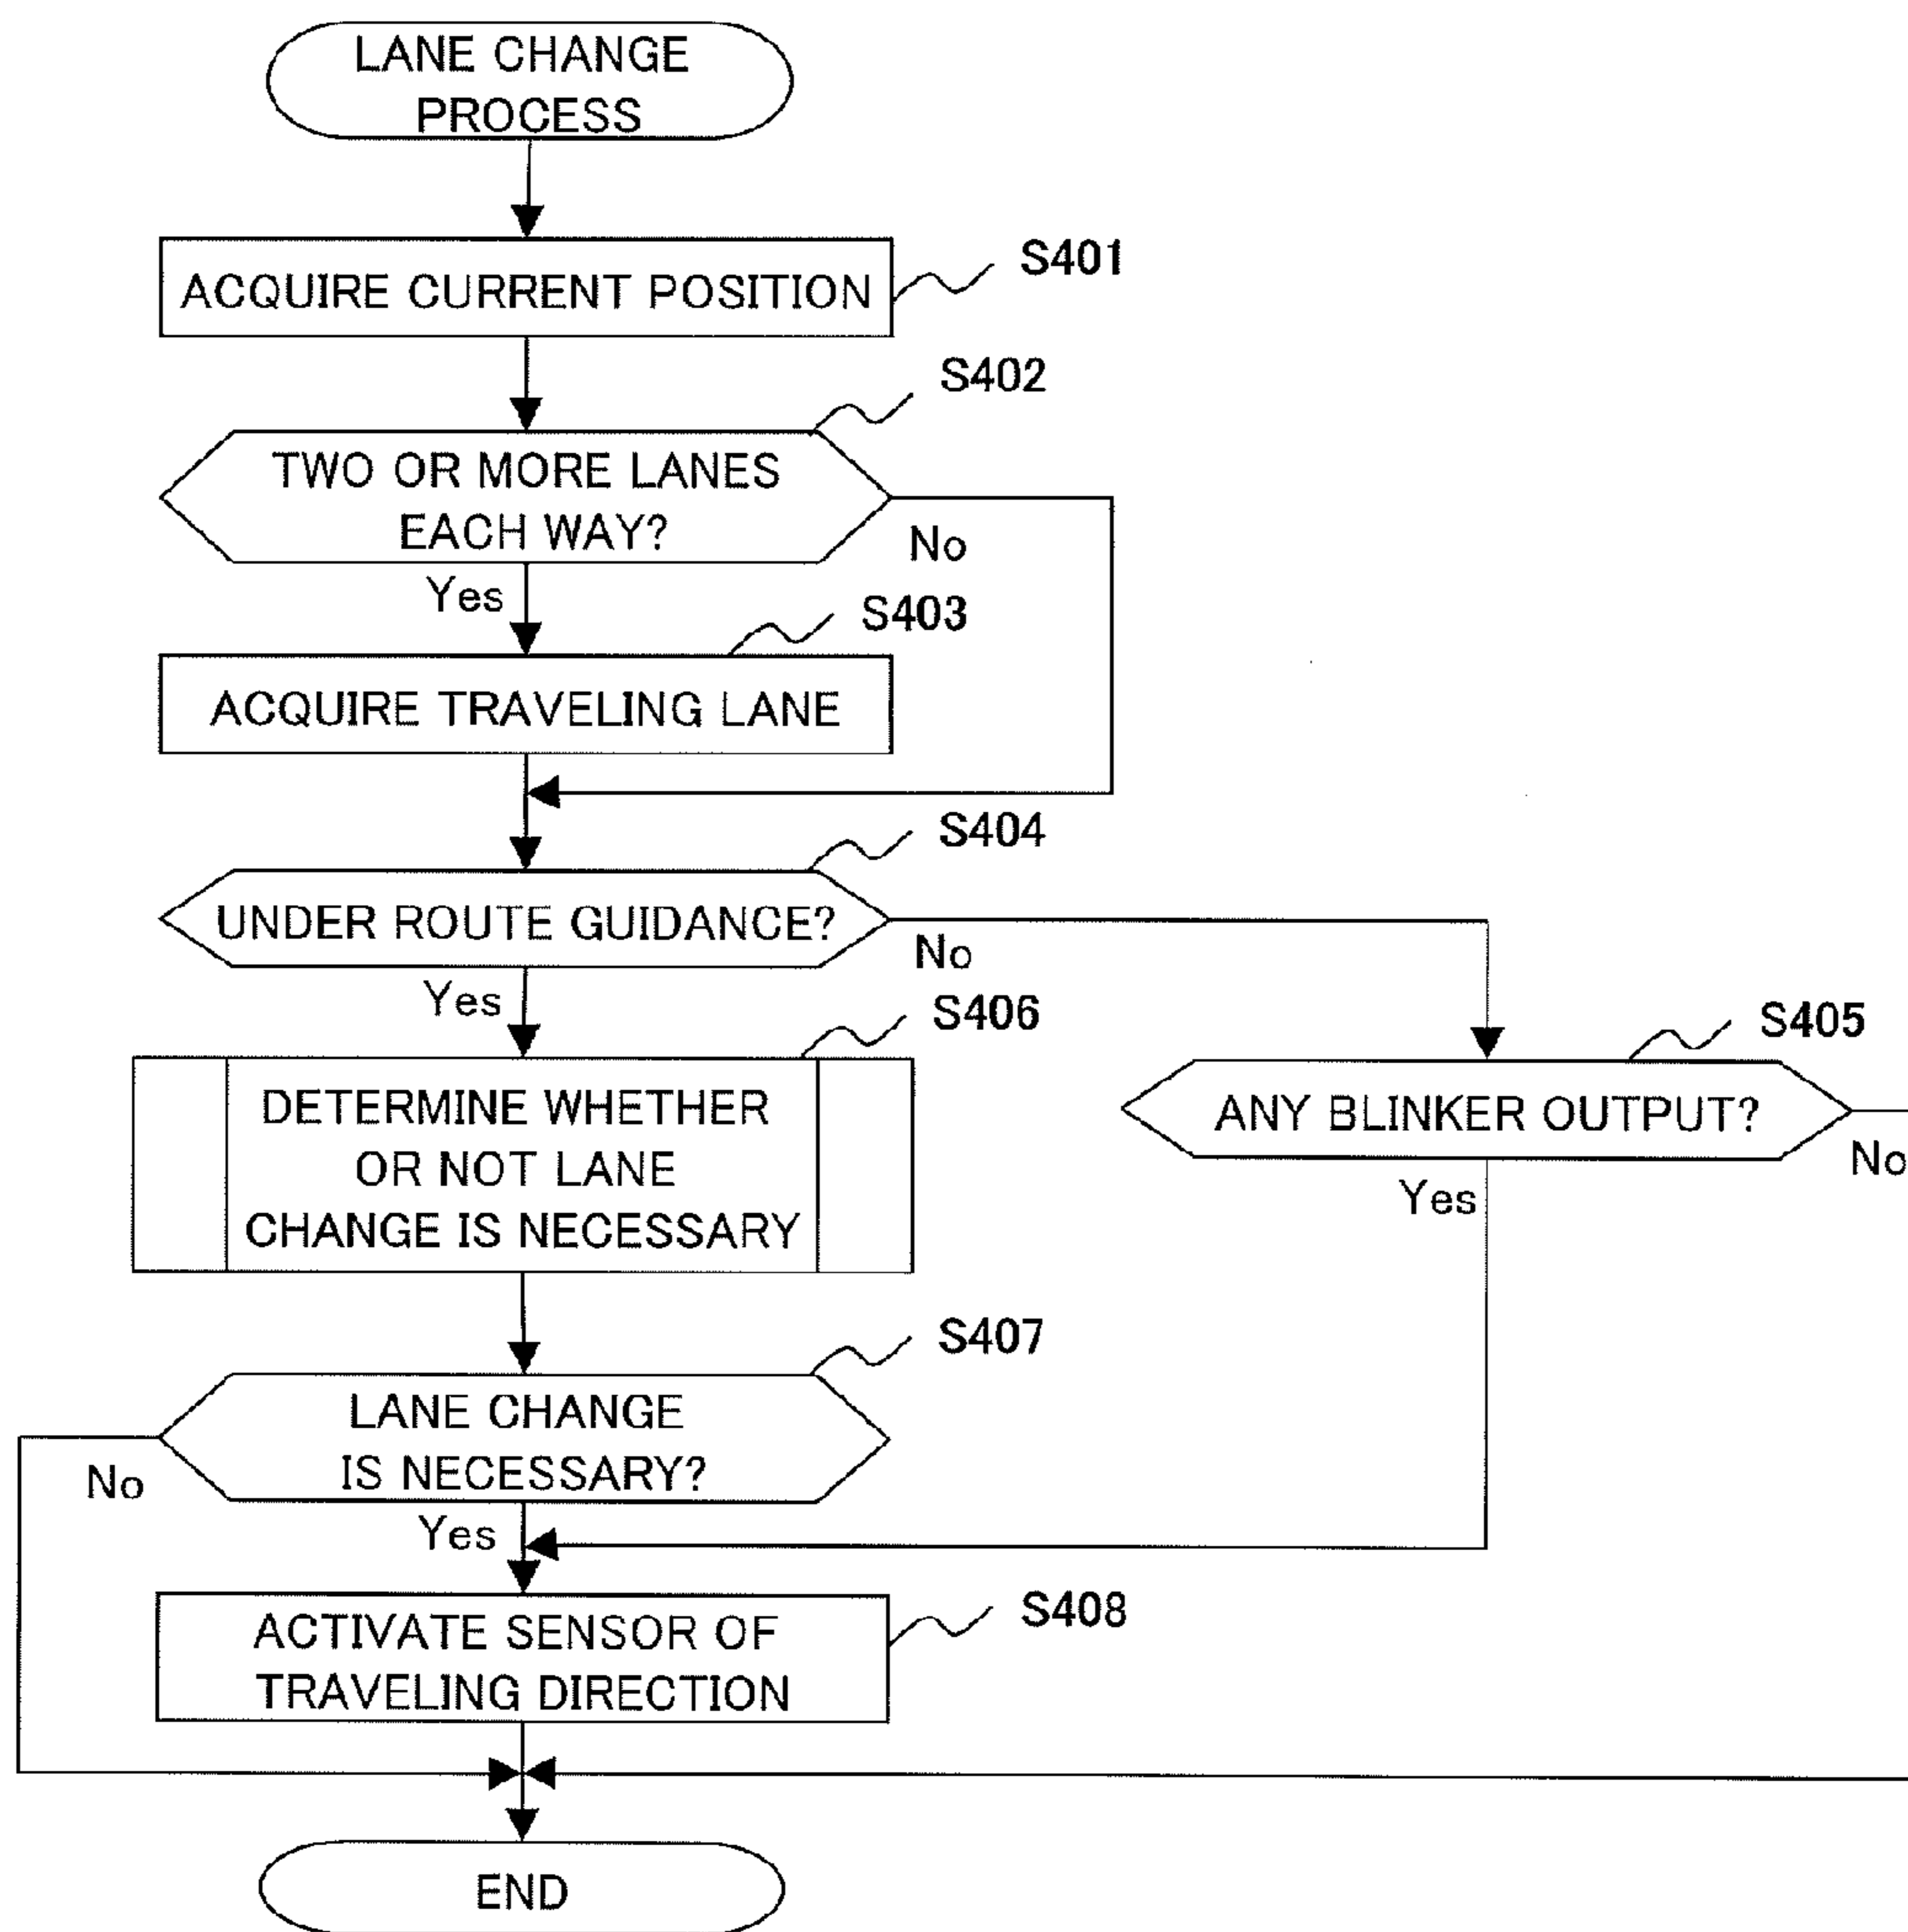 LANE CHANGE
PROCESS
ACQUIRE CURRENT POSITION
S401
S402
TWO OR MORE LANES
EACH WAY?
No
Yes
S403
ACQUIRE TRAVELING LANE
S404
UNDER ROUTE GUIDANCE?
No
Yes
S406
DETERMINE WHETHER
OR NOT LANE
CHANGE IS NECESSARY
S405
ANY BLINKER OUTPUT?
No
Yes
S407
LANE CHANGE
IS NECESSARY?
No
Yes
S408
ACTIVATE SENSOR OF
TRAVELING DIRECTION
END